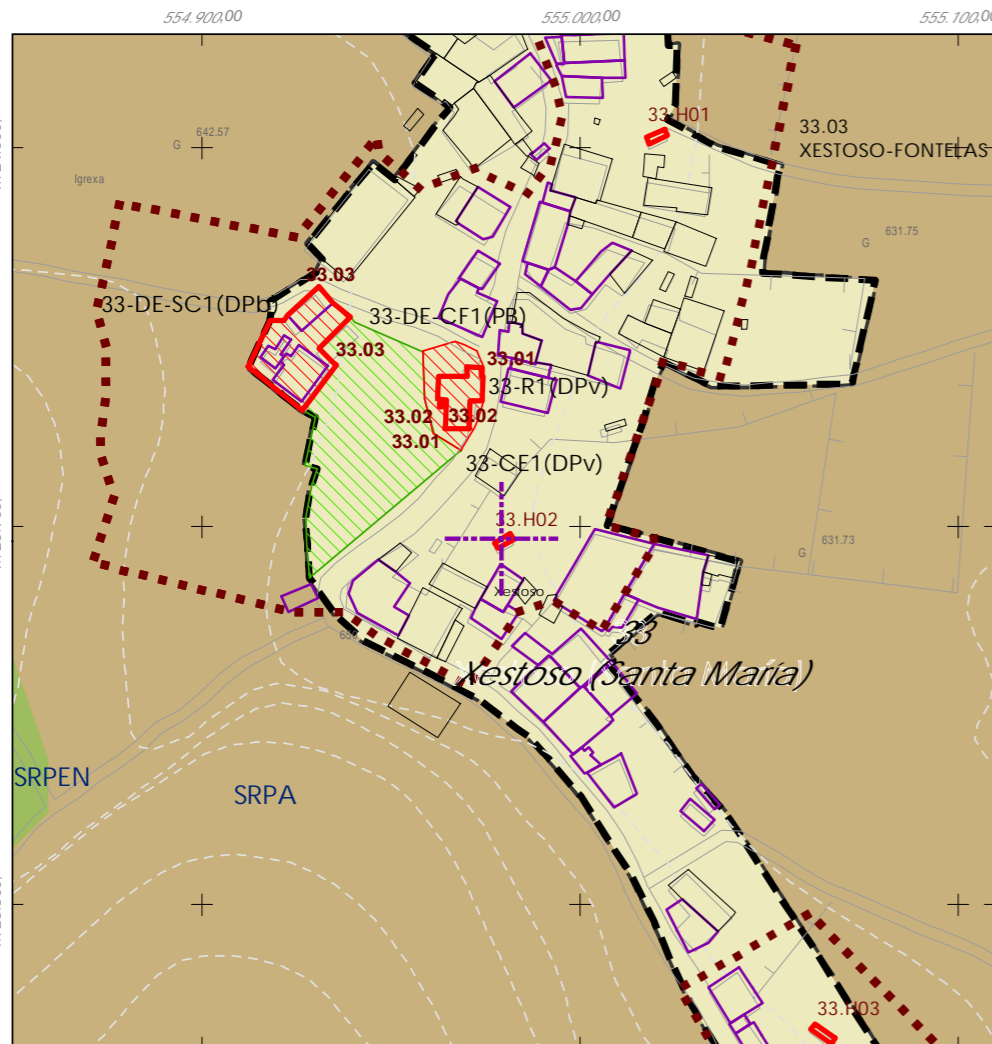 554.900,00
555.000,00
555.100,00
33.H01
33.03
XESTOSO-FONTELAS
642.57
G
Igrexa
631.75
G
33.03
33-DE-SC1(DPb)
33-DE-CF1(PB)
33.03
33.01
33-R1(DPv)
33.02
33.02
33.01
33-CE1(DPv)
33.H02
631.73
G
Xestoso
33
Xestoso (Santa María)
SRPEN
SRPA
33.H03